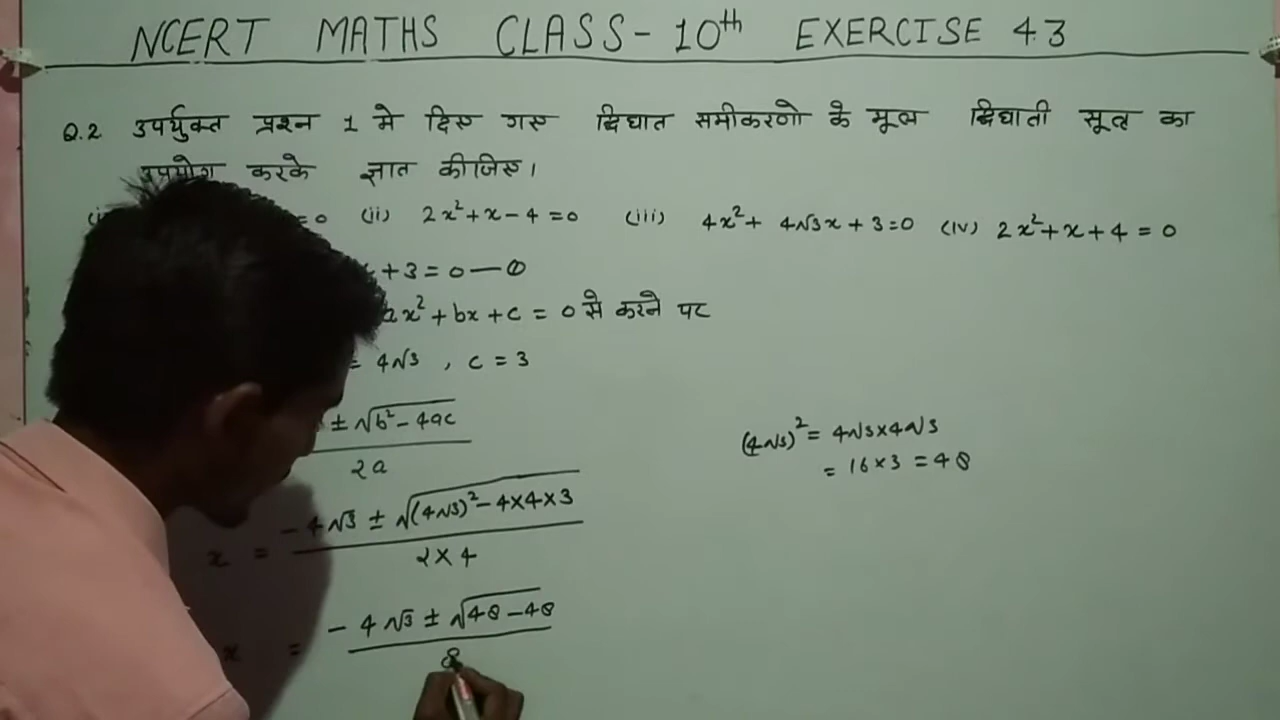 NCERT MATHS CLASS-10th EXERCISE 4.3
Q.2 उपर्युक्त प्रश्न 1 मे दिए गए द्विघात समीकरणो के मूल द्विघाती सूत्र का
उपयोग करके ज्ञात कीजिए।
=0 (ii) 2x²+x-4=0 (iii) 4x²+ 4√3x+3=0 (iv) 2x²+x+4=0
+3=0—①
ax²+bx+c = 0 से करने पर
= 4√3 , c = 3
± √b²-4ac
2a
(4√3)² = 4√3×4√3
= 16×3 = 48
x = -4√3 ± √(4√3)²-4×4×3
2×4
x = -4√3 ± √48-48
8